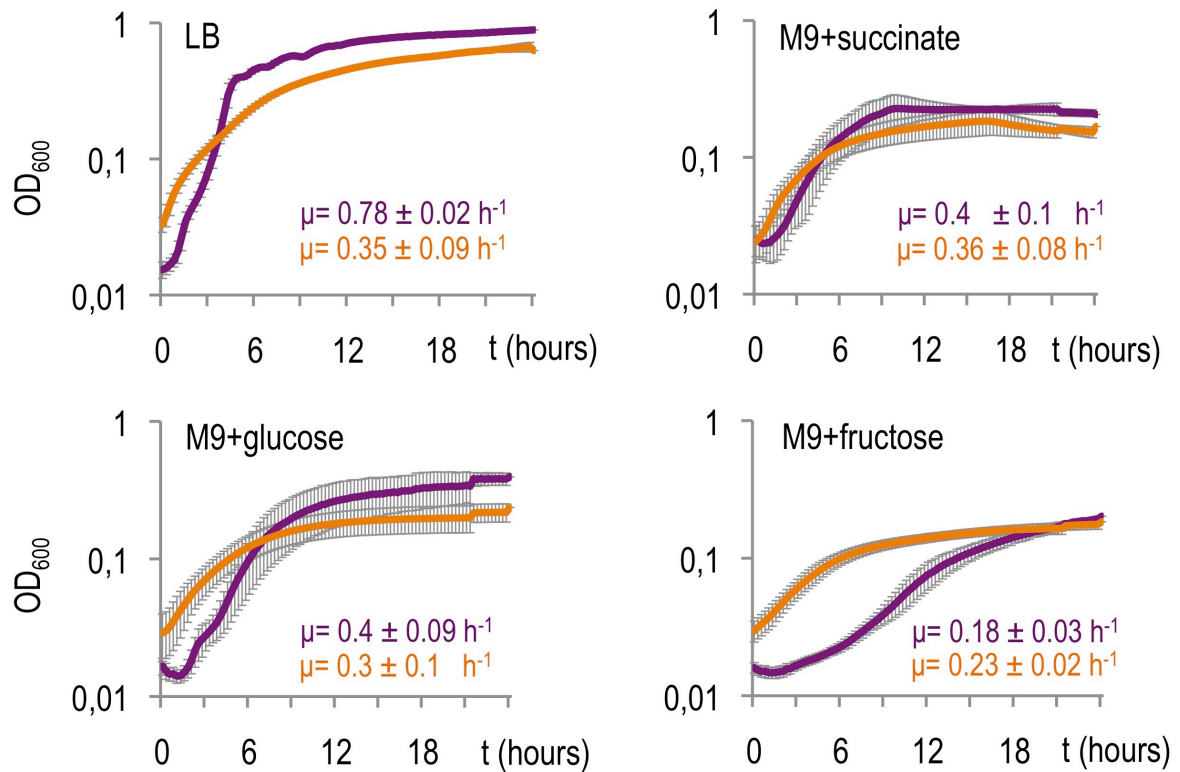 1
LB
OD600
0,1
μ= 0.78 ± 0.02 h-1
μ= 0.35 ± 0.09 h-1
0,01
0 6 12 18 t (hours)
1
M9+succinate
0,1
μ= 0.4 ± 0.1 h-1
μ= 0.36 ± 0.08 h-1
0,01
0 6 12 18 t (hours)
1
M9+glucose
OD600
0,1
μ= 0.4 ± 0.09 h-1
μ= 0.3 ± 0.1 h-1
0,01
0 6 12 18 t (hours)
1
M9+fructose
0,1
μ= 0.18 ± 0.03 h-1
μ= 0.23 ± 0.02 h-1
0,01
0 6 12 18 t (hours)